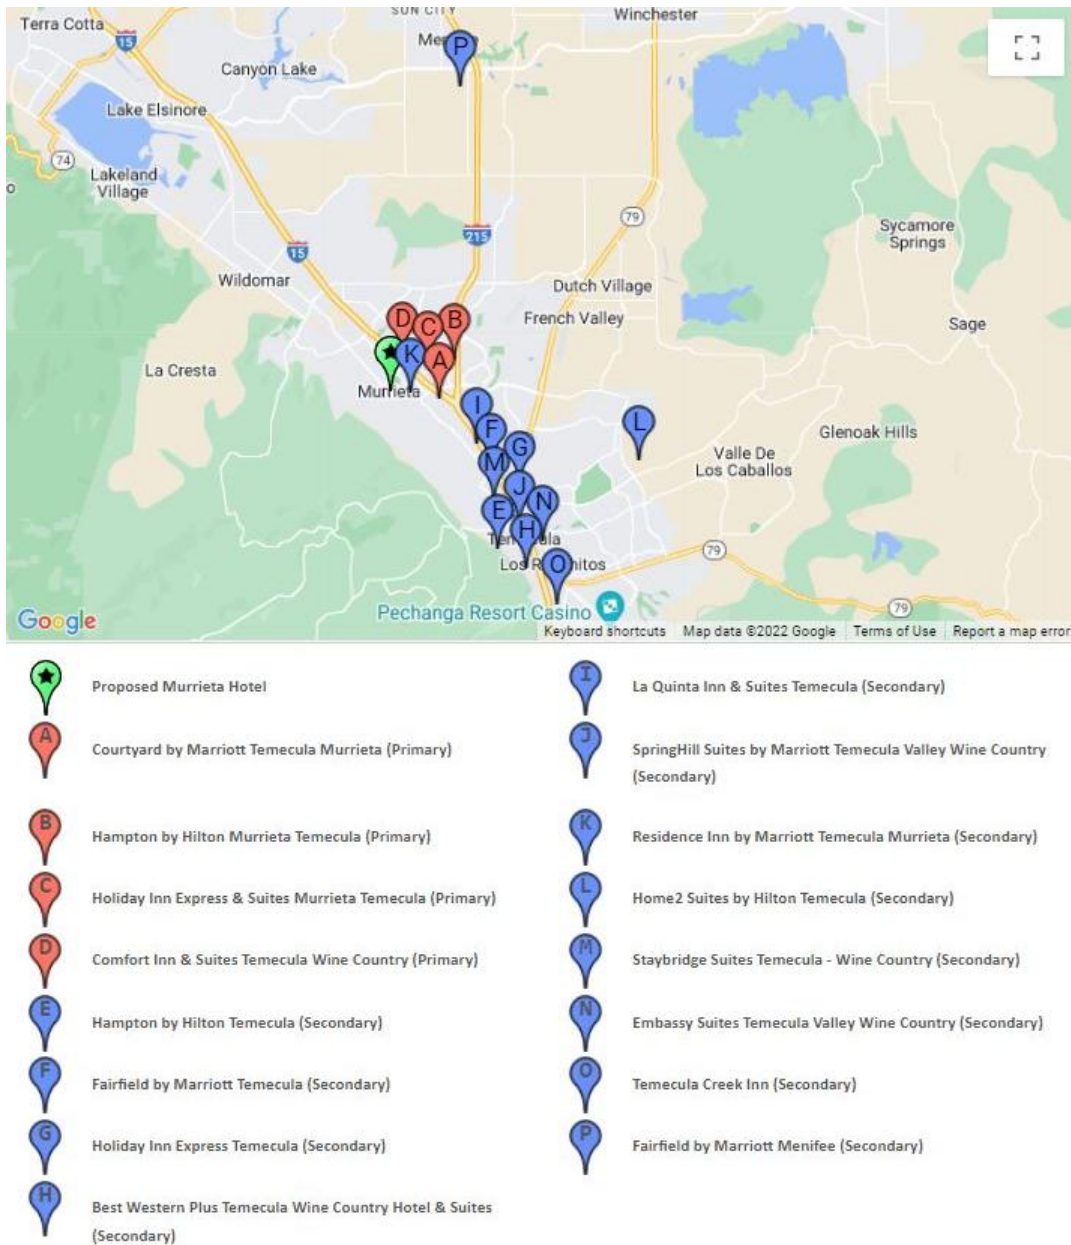 SUN CITY
Winchester
Terra Cotta
15
P
Canyon Lake
Lake Elsinore
74
Lakeland
Village
79
Sycamore
Springs
215
15
Wildomar
Dutch Village
D
C
B
French Valley
Sage
K
A
La Cresta
Murrieta
I
L
F
Glenoak Hills
G
Valle De
Los Caballos
M
J
N
E
H
79
O
Pechanga Resort Casino
79
Google
Keyboard shortcuts Map data ©2022 Google Terms of Use Report a map error
Proposed Murrieta Hotel
A Courtyard by Marriott Temecula Murrieta (Primary)
B Hampton by Hilton Murrieta Temecula (Primary)
C Holiday Inn Express & Suites Murrieta Temecula (Primary)
D Comfort Inn & Suites Temecula Wine Country (Primary)
E Hampton by Hilton Temecula (Secondary)
F Fairfield by Marriott Temecula (Secondary)
G Holiday Inn Express Temecula (Secondary)
H Best Western Plus Temecula Wine Country Hotel & Suites
(Secondary)
I La Quinta Inn & Suites Temecula (Secondary)
J SpringHill Suites by Marriott Temecula Valley Wine Country
(Secondary)
K Residence Inn by Marriott Temecula Murrieta (Secondary)
L Home2 Suites by Hilton Temecula (Secondary)
M Staybridge Suites Temecula - Wine Country (Secondary)
N Embassy Suites Temecula Valley Wine Country (Secondary)
O Temecula Creek Inn (Secondary)
P Fairfield by Marriott Menifee (Secondary)